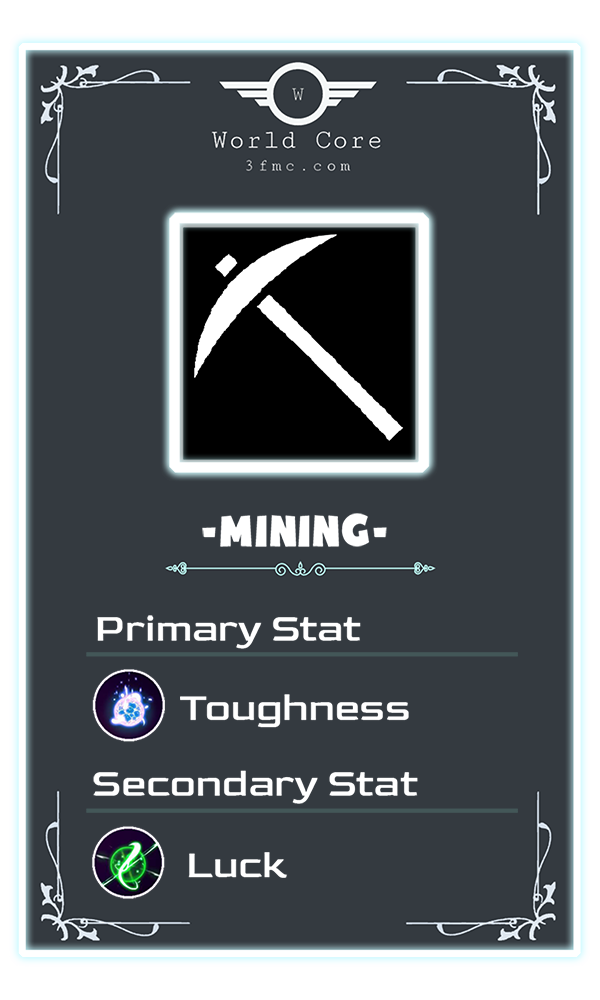 W
World Core
3fmc.com
-MINING-
Primary Stat
Toughness
Secondary Stat
Luck